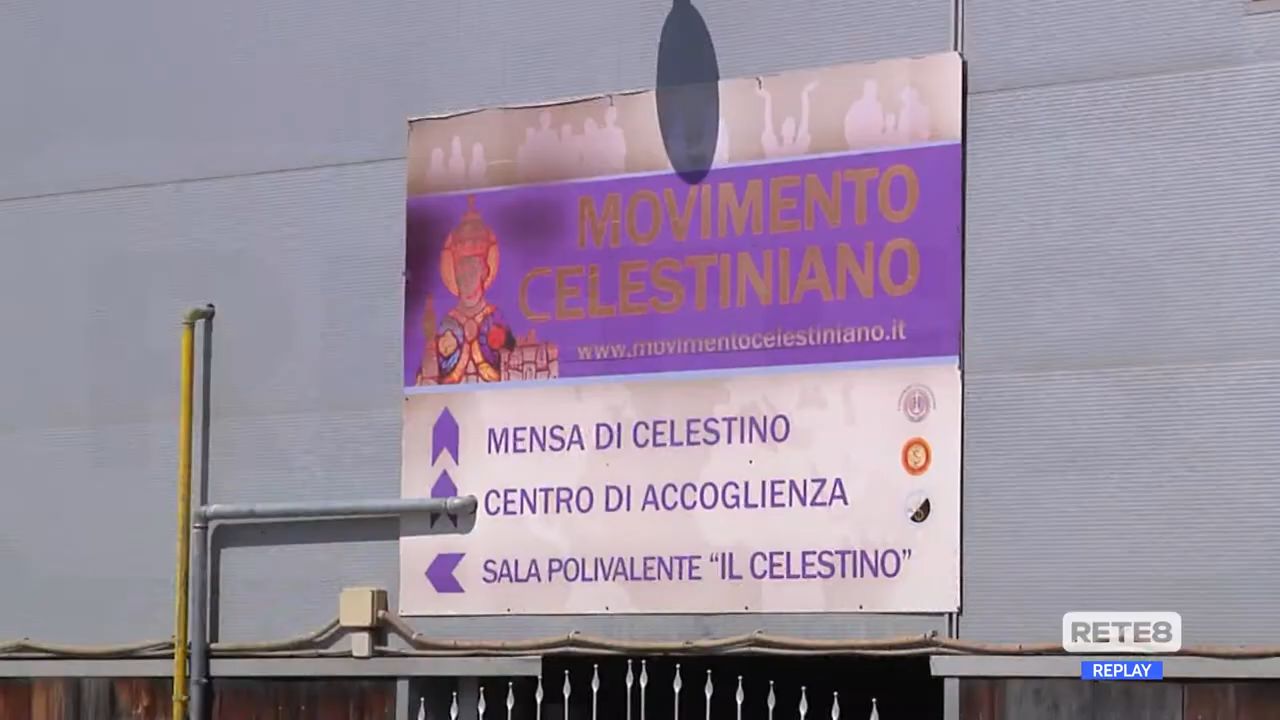 MOVIMENTO
CELESTINIANO
www.movimentocelestiniano.it
MENSA DI CELESTINO
CENTRO DI ACCOGLIENZA
SALA POLIVALENTE “IL CELESTINO”
RETE8
REPLAY